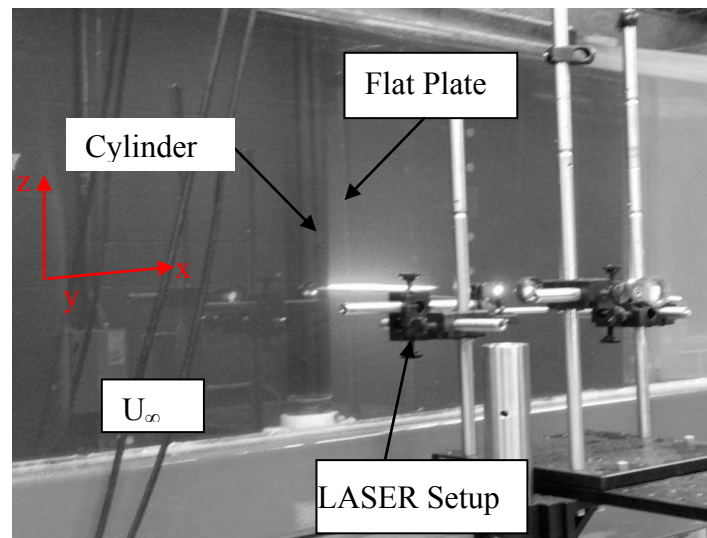 Flat Plate
Cylinder
z
x
y
U∞
LASER Setup